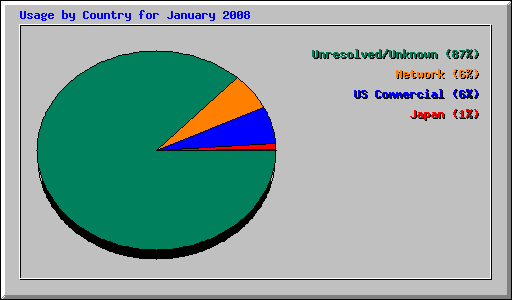 Usage by Country for January 2008
Unresolved/Unknown (87%)
Network (6%)
US Commercial (6%)
Japan (1%)